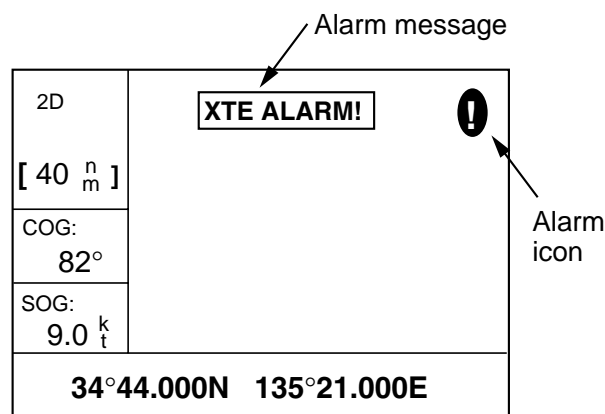 Alarm message
2D
XTE ALARM!
!
[ 40 nm ]
COG:
82°
Alarm
icon
SOG:
9.0 kt
34°44.000N 135°21.000E